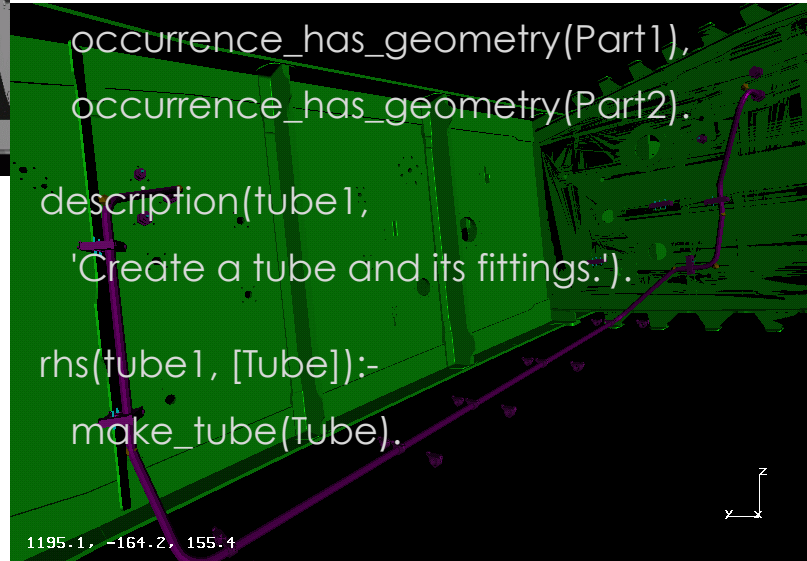 occurrence_has_geometry(Part1),
occurrence_has_geometry(Part2).
description(tube1,
'Create a tube and its fittings.').
rhs(tube1, [Tube]):-
make_tube(Tube).
z
y x
1195.1, -164.2, 155.4